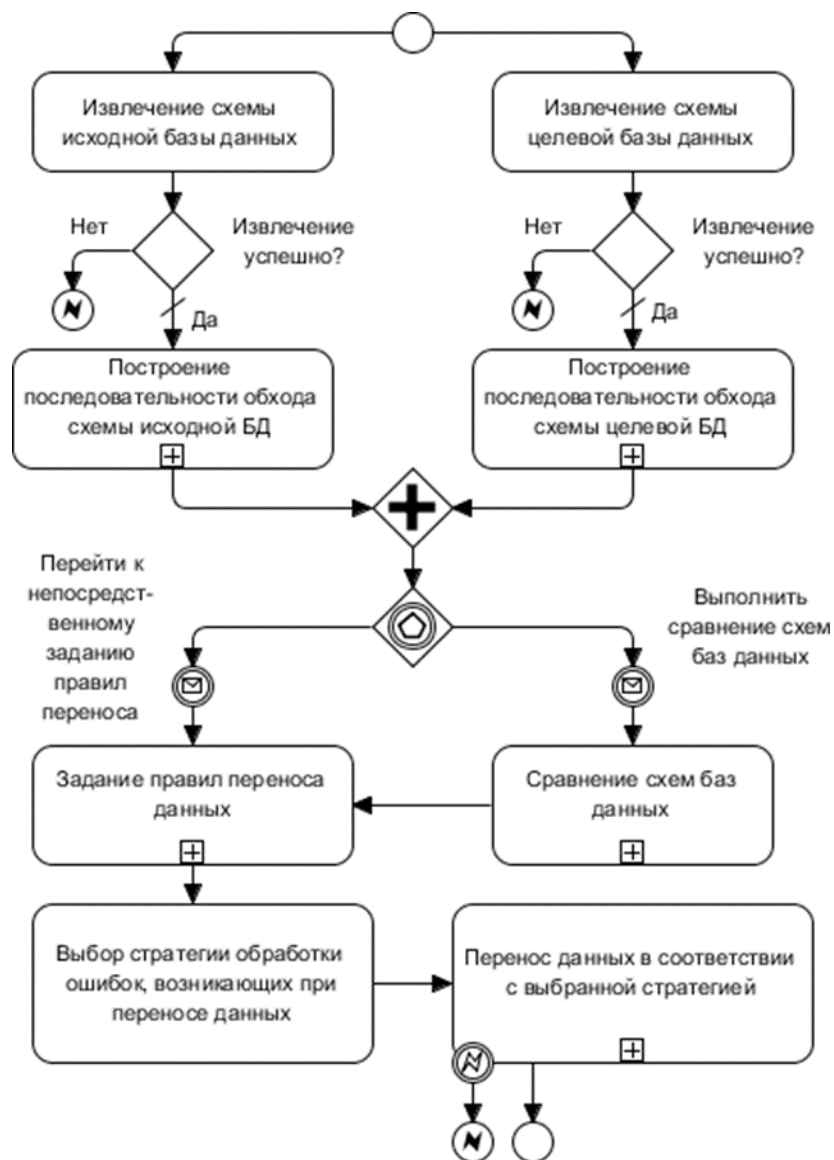 Извлечение схемы
исходной базы данных
Извлечение схемы
целевой базы данных
Нет
Извлечение
успешно?
Да
Нет
Извлечение
успешно?
Да
Построение
последовательности обхода
схемы исходной БД
Построение
последовательности обхода
схемы целевой БД
Перейти к
непосредст-
венному
заданию
правил
переноса
Выполнить
сравнение схем
баз данных
Задание правил переноса
данных
Сравнение схем баз
данных
Выбор стратегии обработки
ошибок, возникающих при
переносе данных
Перенос данных в соответствии
с выбранной стратегией